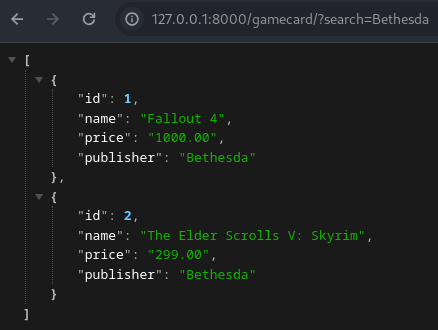 127.0.0.1:8000/gamecard/?search=Bethesda
[
{
"id": 1,
"name": "Fallout 4",
"price": "1000.00",
"publisher": "Bethesda"
},
{
"id": 2,
"name": "The Elder Scrolls V: Skyrim",
"price": "299.00",
"publisher": "Bethesda"
}
]